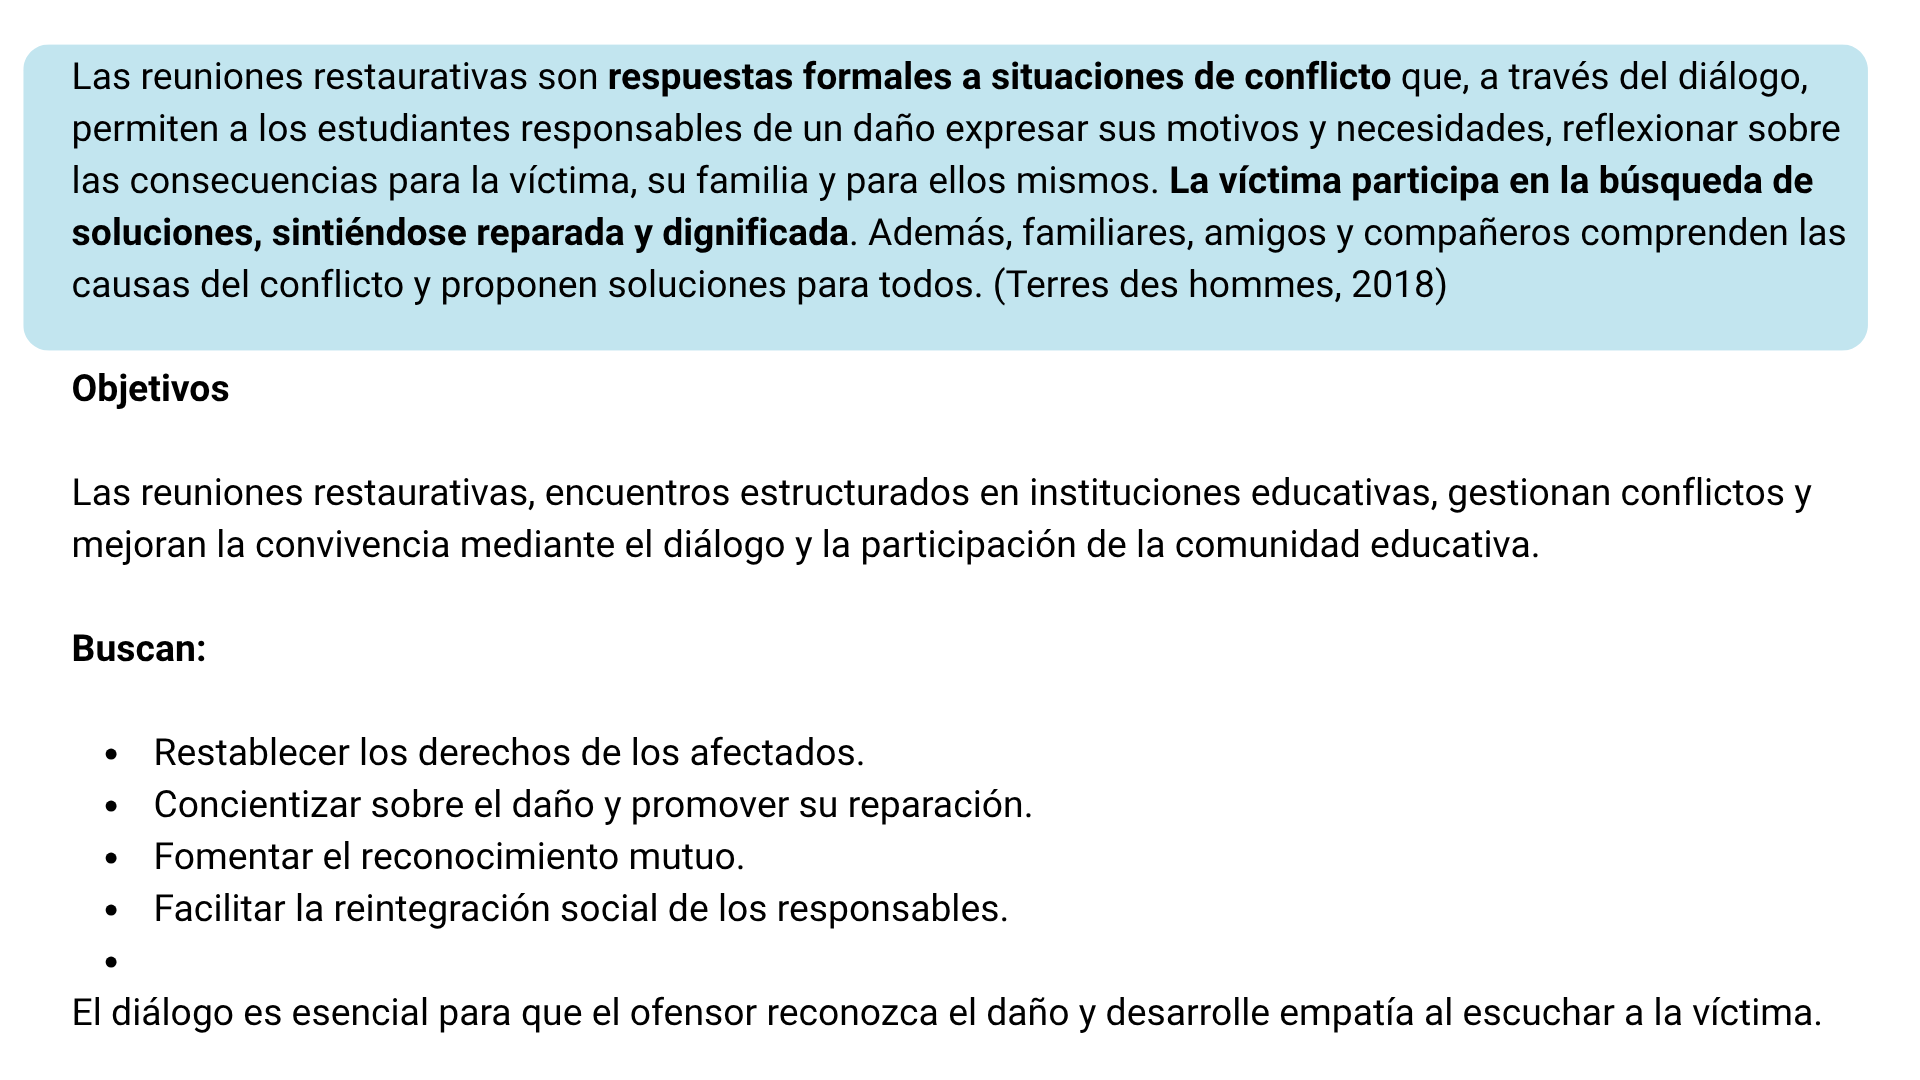 Las reuniones restaurativas son respuestas formales a situaciones de conflicto que, a través del diálogo,
permiten a los estudiantes responsables de un daño expresar sus motivos y necesidades, reflexionar sobre
las consecuencias para la víctima, su familia y para ellos mismos. La víctima participa en la búsqueda de
soluciones, sintiéndose reparada y dignificada. Además, familiares, amigos y compañeros comprenden las
causas del conflicto y proponen soluciones para todos. (Terres des hommes, 2018)
Objetivos
Las reuniones restaurativas, encuentros estructurados en instituciones educativas, gestionan conflictos y
mejoran la convivencia mediante el diálogo y la participación de la comunidad educativa.
Buscan:
• Restablecer los derechos de los afectados.
• Concientizar sobre el daño y promover su reparación.
• Fomentar el reconocimiento mutuo.
• Facilitar la reintegración social de los responsables.
•
El diálogo es esencial para que el ofensor reconozca el daño y desarrolle empatía al escuchar a la víctima.